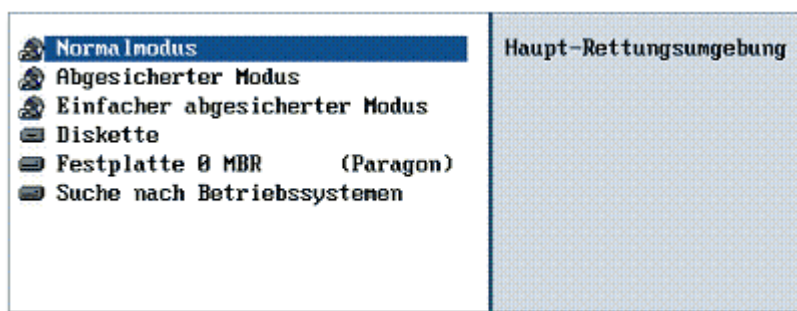 Normalmodus
Haupt-Rettungsumgebung
Abgesicherter Modus
Einfacher abgesicherter Modus
Diskette
Festplatte 0 MBR (Paragon)
Suche nach Betriebssystemen